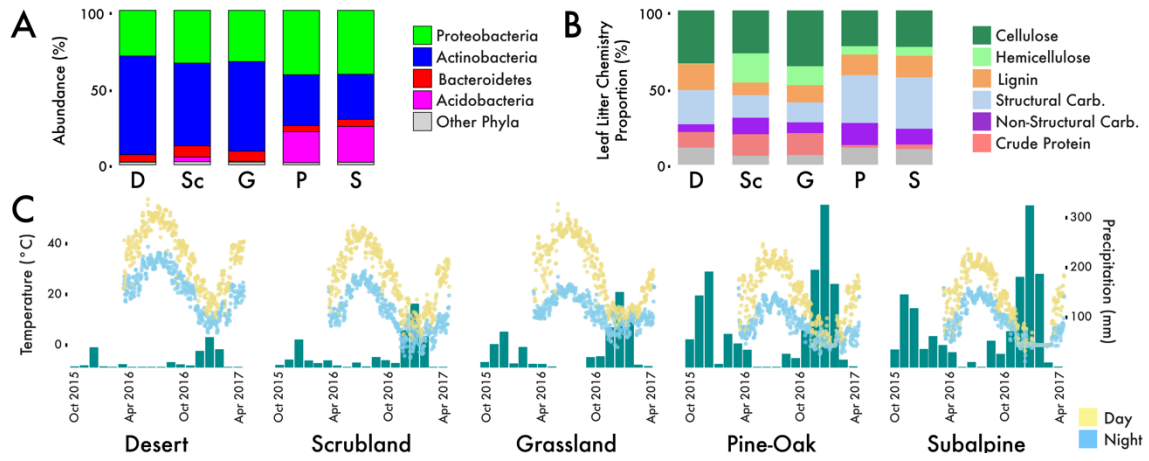 A
Abundance (%)
100
50
0
D Sc G P S
Proteobacteria
Actinobacteria
Bacteroidetes
Acidobacteria
Other Phyla
B
Leaf Litter Chemistry
Proportion (%)
100
50
0
D Sc G P S
Cellulose
Hemicellulose
Lignin
Structural Carb.
Non-Structural Carb.
Crude Protein
C
Temperature (°C)
40
20
0
Precipitation (mm)
300
200
100
Oct 2015 Apr 2016 Oct 2016 Apr 2017
Oct 2015 Apr 2016 Oct 2016 Apr 2017
Oct 2015 Apr 2016 Oct 2016 Apr 2017
Oct 2015 Apr 2016 Oct 2016 Apr 2017
Oct 2015 Apr 2016 Oct 2016 Apr 2017
Desert Scrubland Grassland Pine-Oak Subalpine
Day
Night